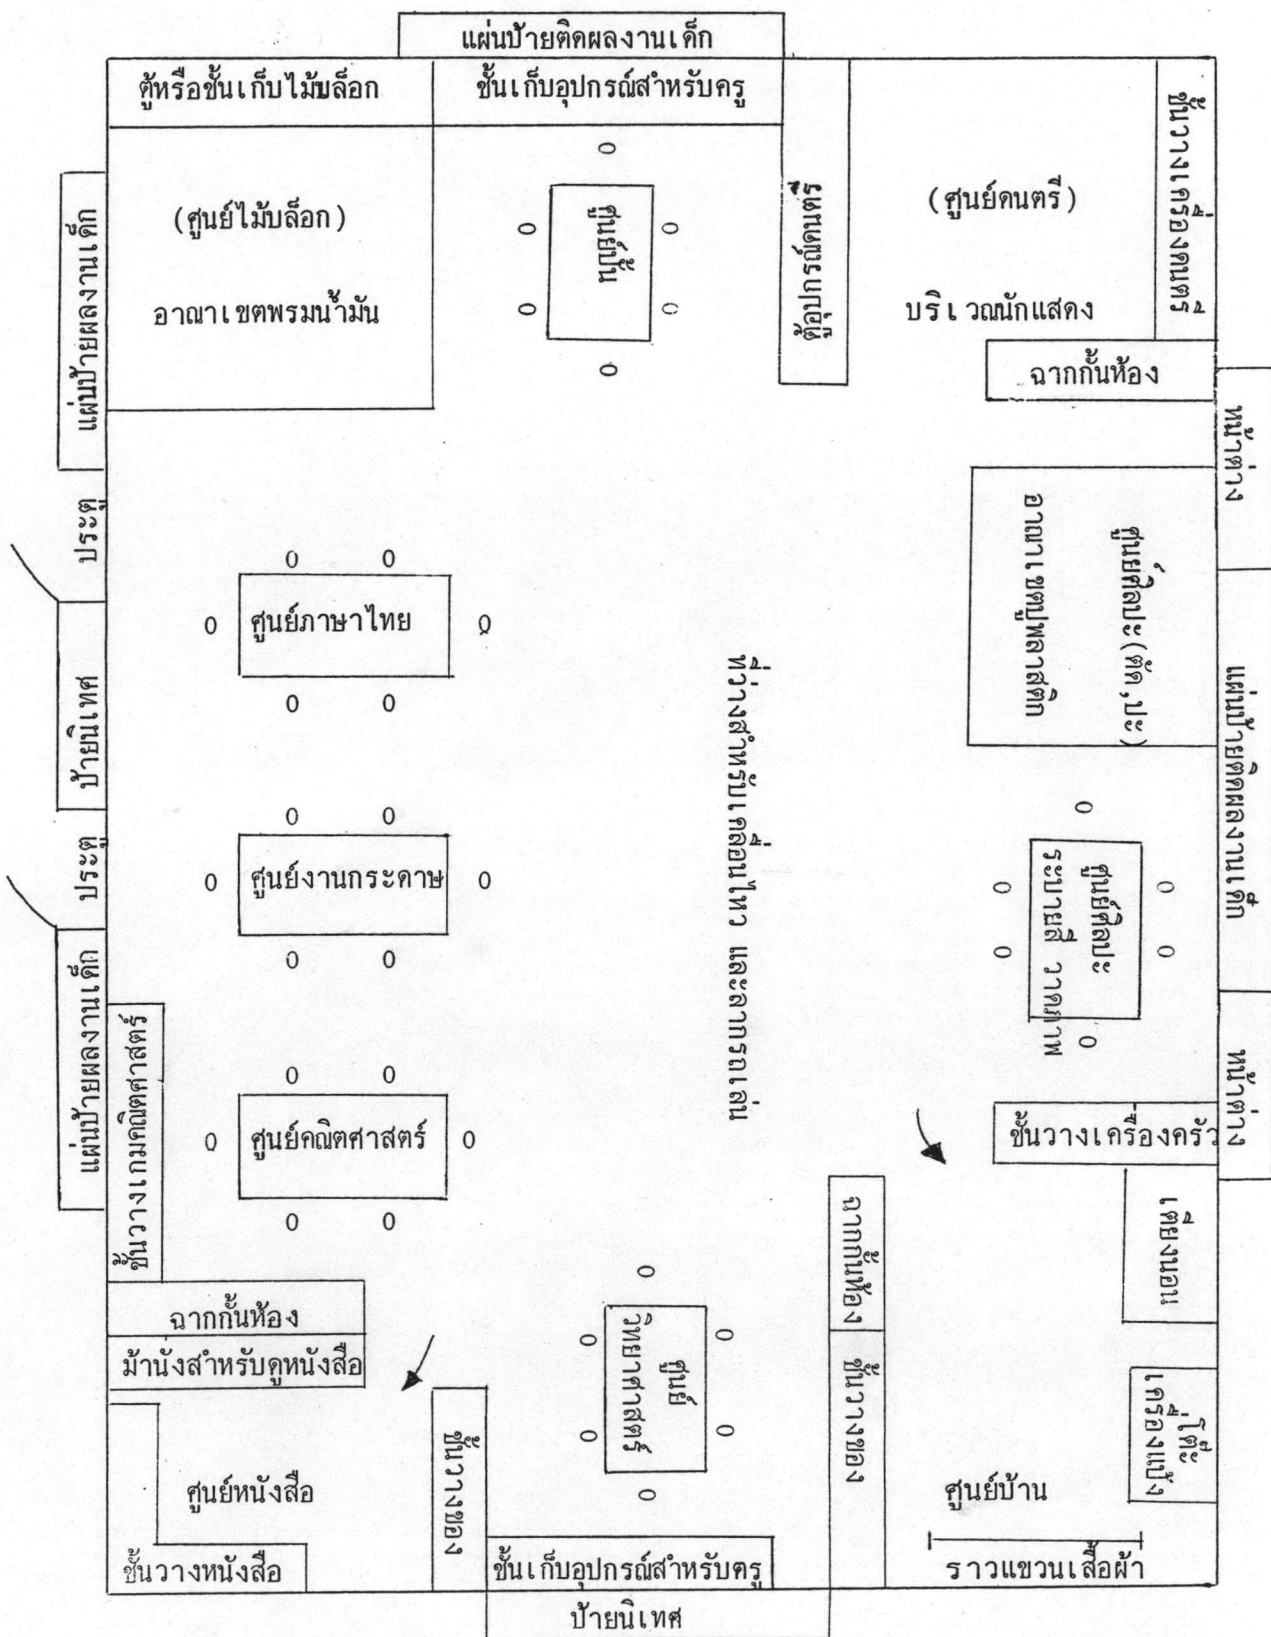 แผ่นป้ายติดผลงานเด็ก
ตู้หรือชั้นเก็บไม้บล็อก
ชั้นเก็บอุปกรณ์สำหรับครู
ชั้นวางเครื่องดนตรี
(ศูนย์ไม้บล็อก)
อาณาเขตพรมน้ำมัน
ศูนย์ปั้น
ตู้อุปกรณ์ดนตรี
(ศูนย์ดนตรี)
บริเวณนักแสดง
ฉากกั้นห้อง
แผ่นป้ายผลงานเด็ก
หน้าต่าง
ประตู
ศูนย์ศิลปะ(ตัด,ปะ)
อาณาเขตปูพลาสติก
ศูนย์ภาษาไทย
ป้ายนิเทศ
ที่ว่างสำหรับเคลื่อนไหว และลากรถเล่น
แผ่นป้ายติดผลงานเด็ก
ประตู
ศูนย์งานกระดาษ
ศูนย์ศิลปะ
ระบายสี วาดภาพ
แผ่นป้ายผลงานเด็ก
ชั้นวางเกมคณิตศาสตร์
ศูนย์คณิตศาสตร์
หน้าต่าง
ชั้นวางเครื่องครัว
เตียงนอน
ฉากกั้นห้อง
ฉากกั้นห้อง
ม้านั่งสำหรับดูหนังสือ
ศูนย์
วิทยาศาสตร์
ชั้นวางของ
โต๊ะ
เครื่องแป้ง
ศูนย์หนังสือ
ชั้นวางของ
ศูนย์บ้าน
ชั้นวางหนังสือ
ชั้นเก็บอุปกรณ์สำหรับครู
ราวแขวนเสื้อผ้า
ป้ายนิเทศ